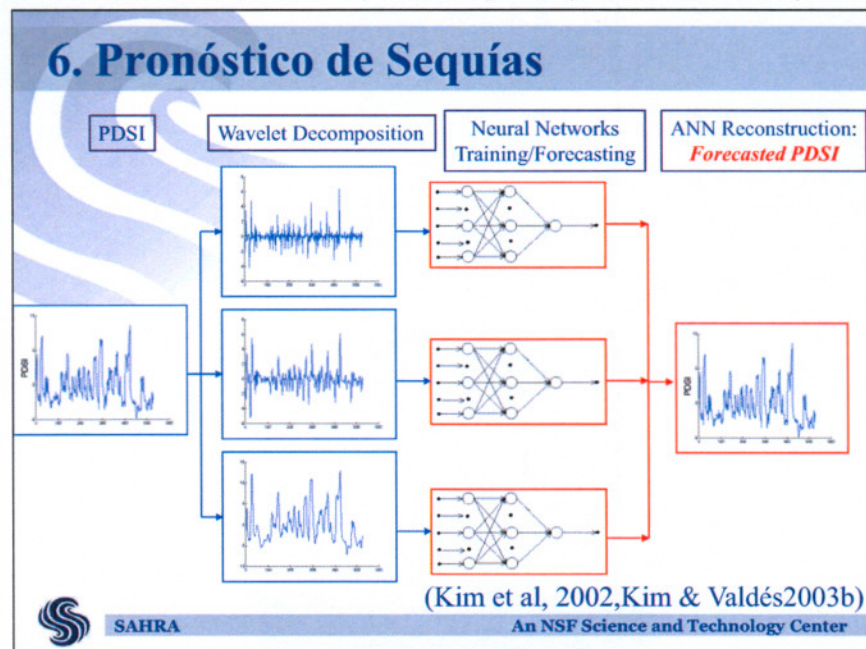 6. Pronóstico de Sequías
PDSI
Wavelet Decomposition
Neural Networks
Training/Forecasting
ANN Reconstruction:
Forecasted PDSI
PDSI
PDSI
(Kim et al, 2002,Kim & Valdés2003b)
SAHRA
An NSF Science and Technology Center